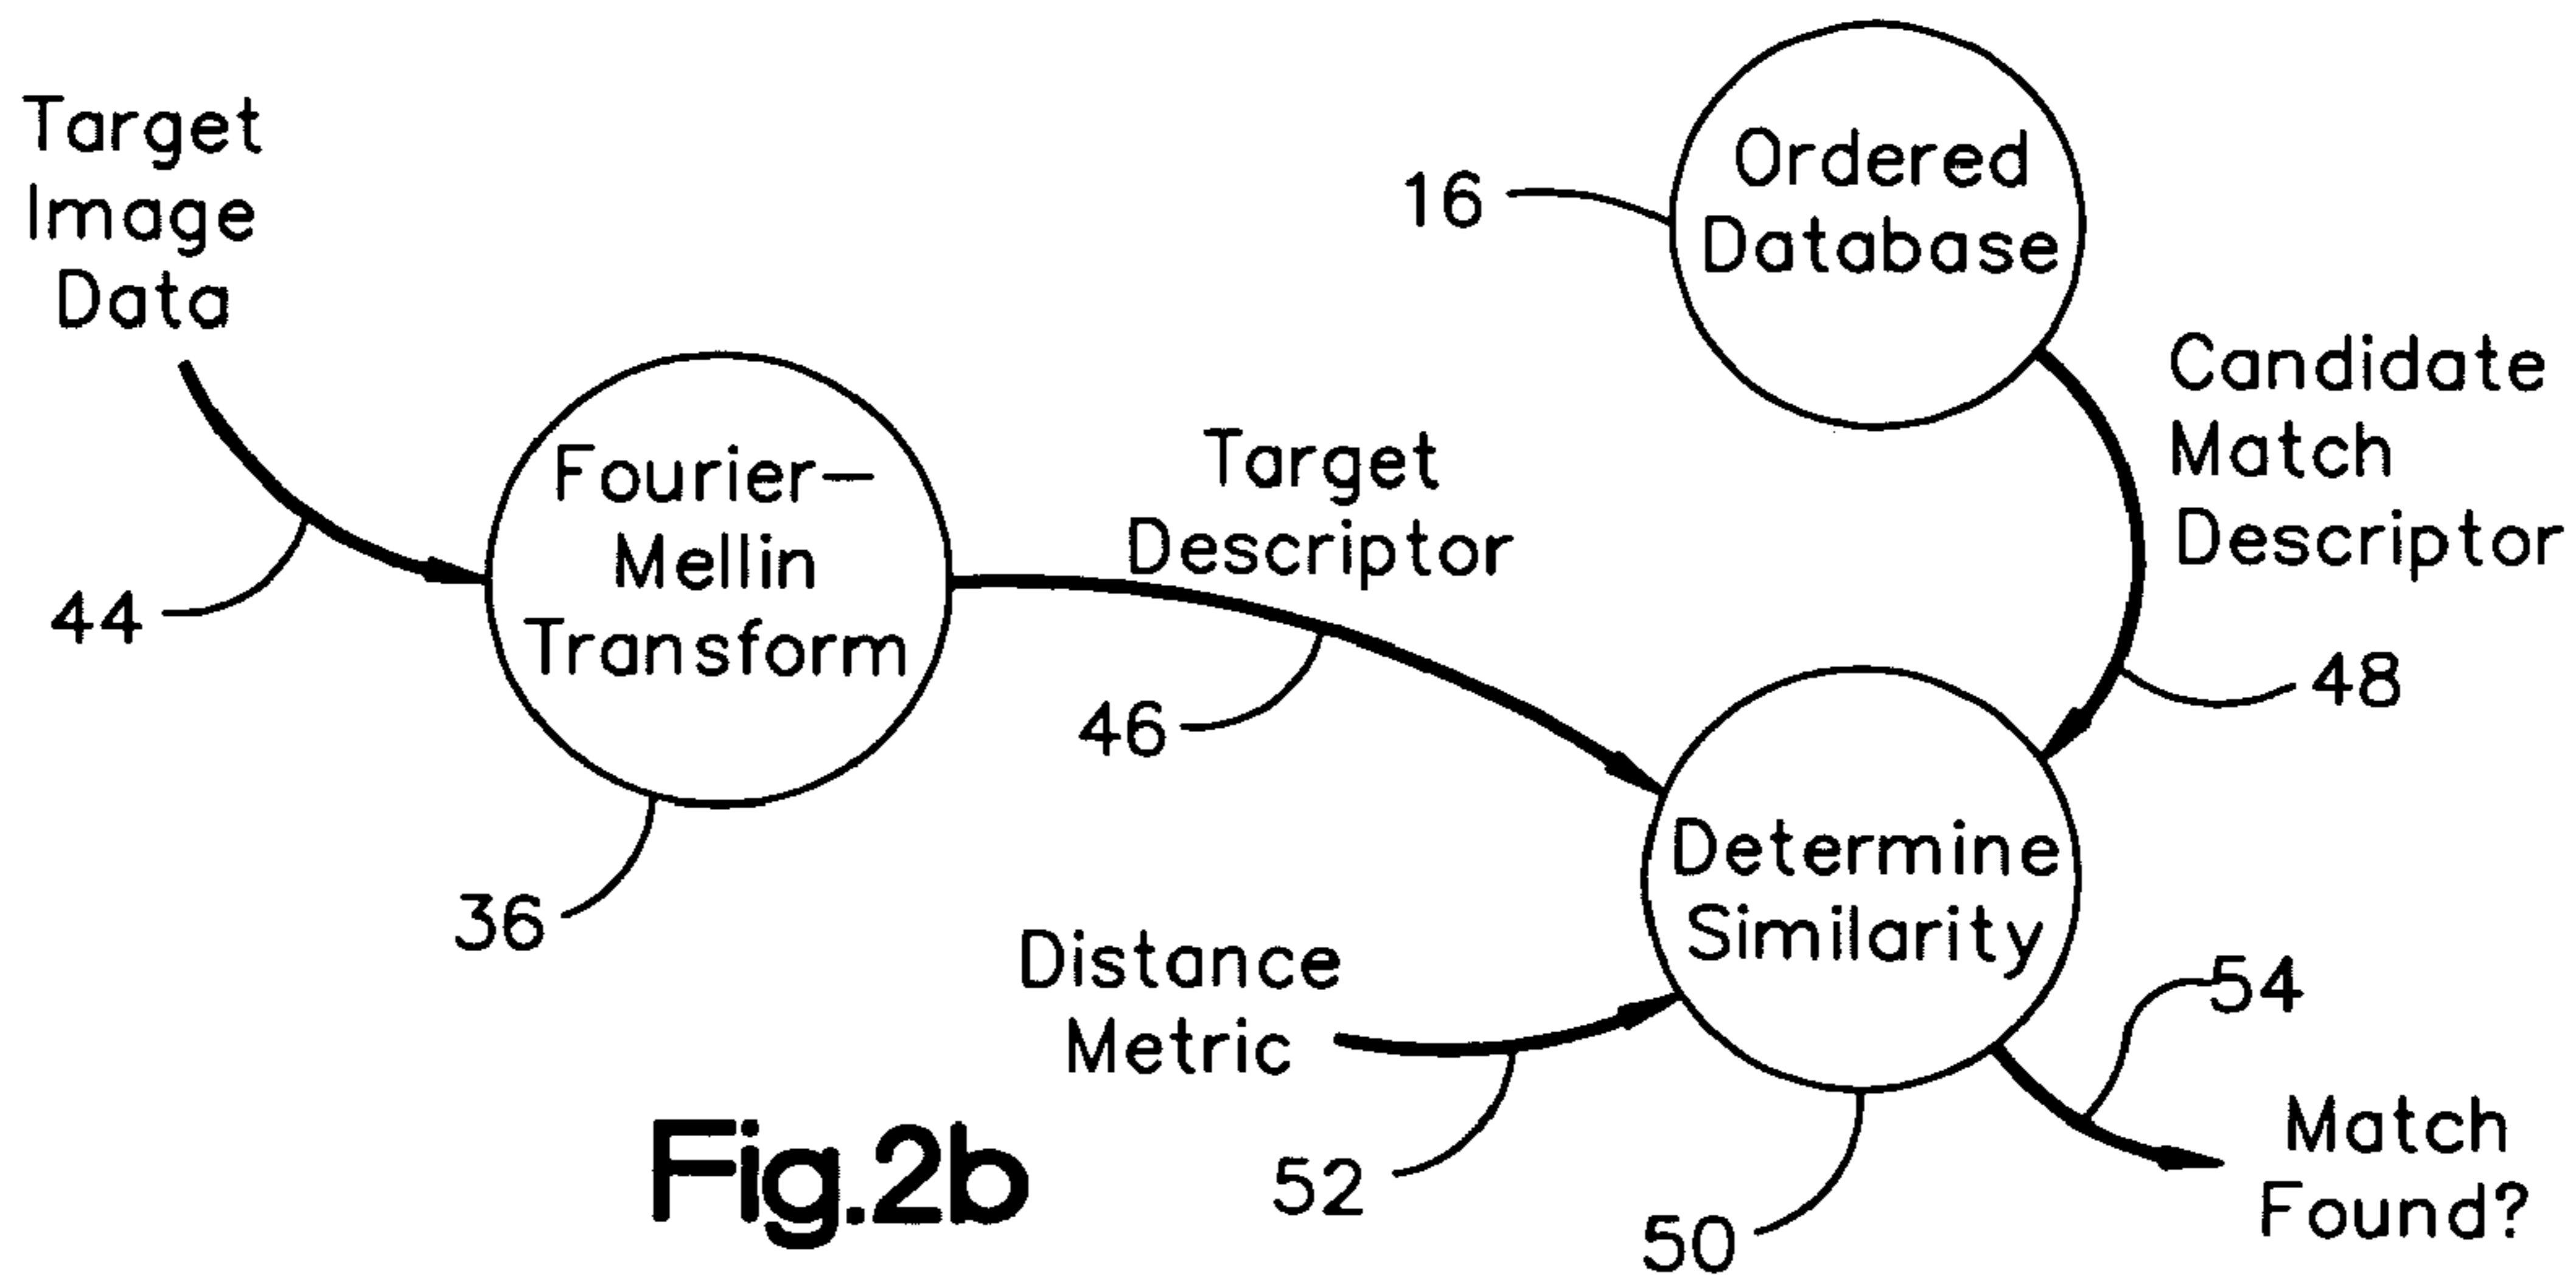 Target
Image
Data
44
Fourier-
Mellin
Transform
36
Target
Descriptor
46
16
Ordered
Database
Candidate
Match
Descriptor
48
Distance
Metric
52
Determine
Similarity
50
54
Match
Found?
Fig.2b